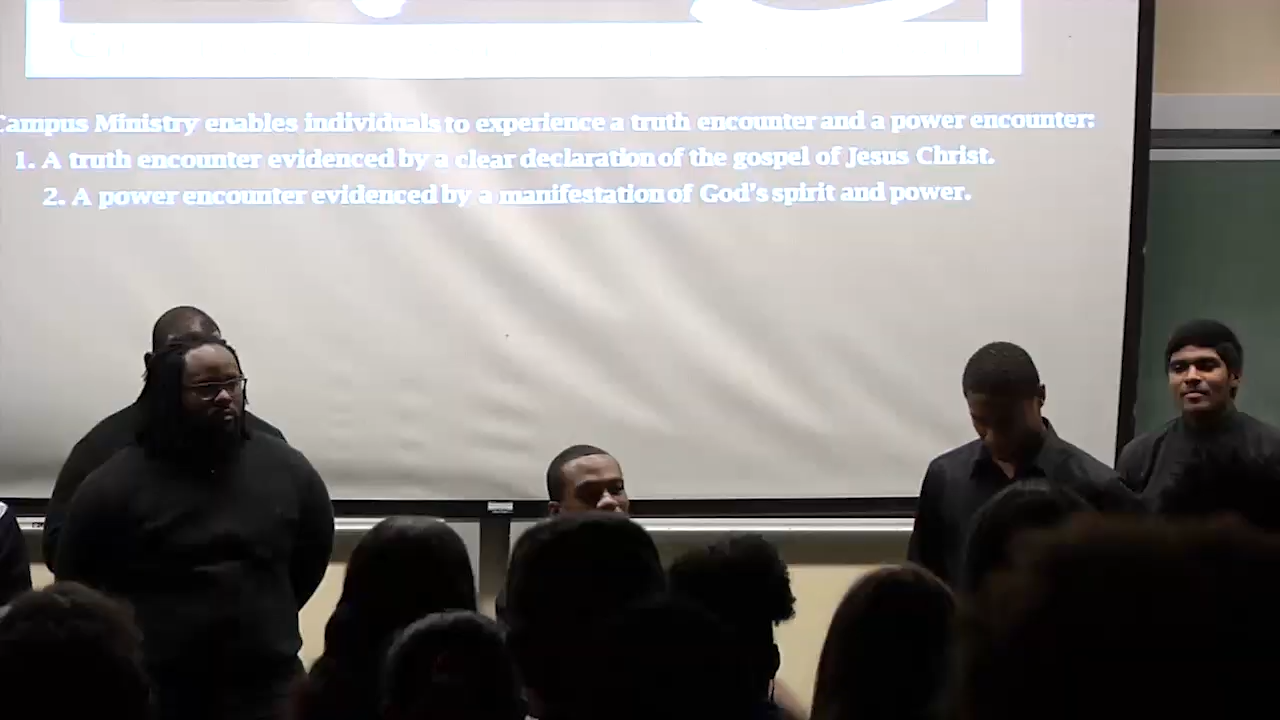 Campus Ministry enables individuals to experience a truth encounter and a power encounter:
1. A truth encounter evidenced by a clear declaration of the gospel of Jesus Christ.
2. A power encounter evidenced by a manifestation of God's spirit and power.